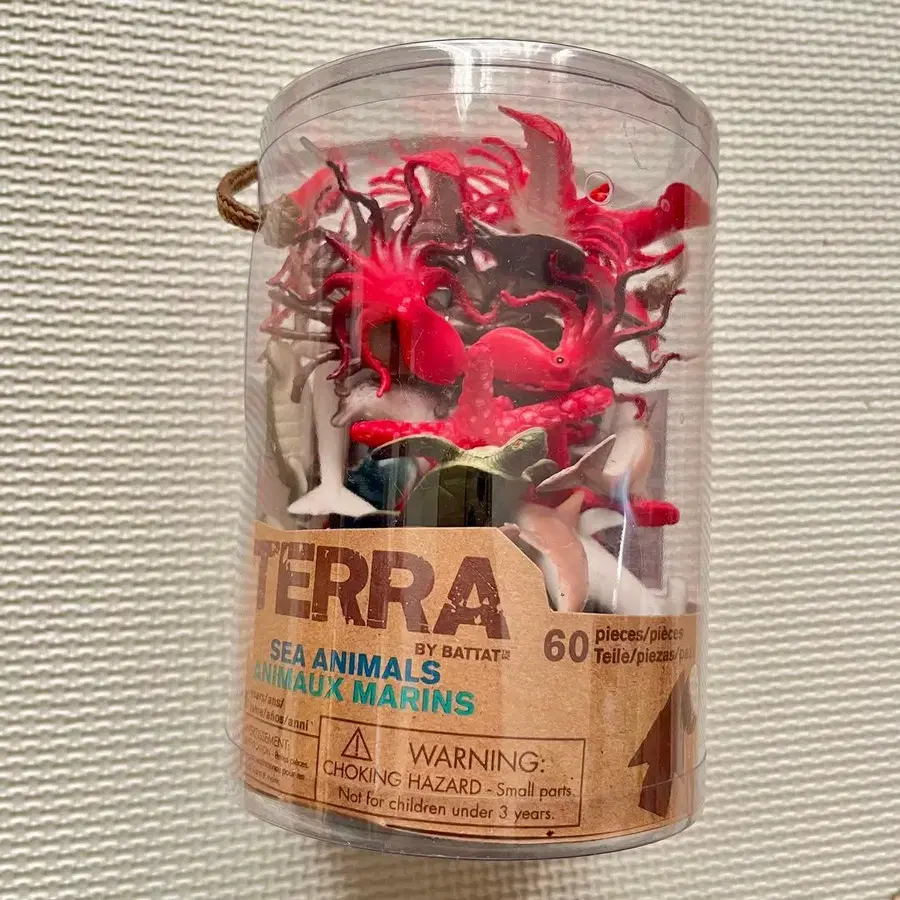 TERRA
BY BATTAT
SEA ANIMALS
ANIMAUX MARINS
60 pieces/pièces
Teile/piezas
WARNING:
CHOKING HAZARD - Small parts.
Not for children under 3 years.